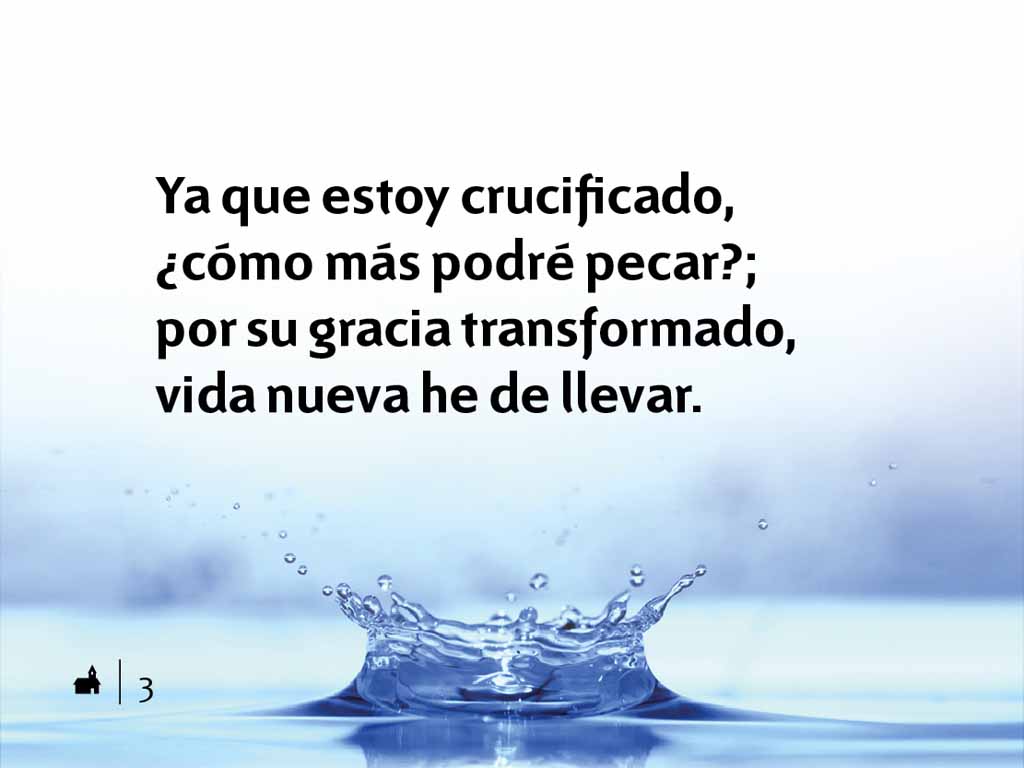 Ya que estoy crucificado,
¿cómo más podré pecar?;
por su gracia transformado,
vida nueva he de llevar.
3